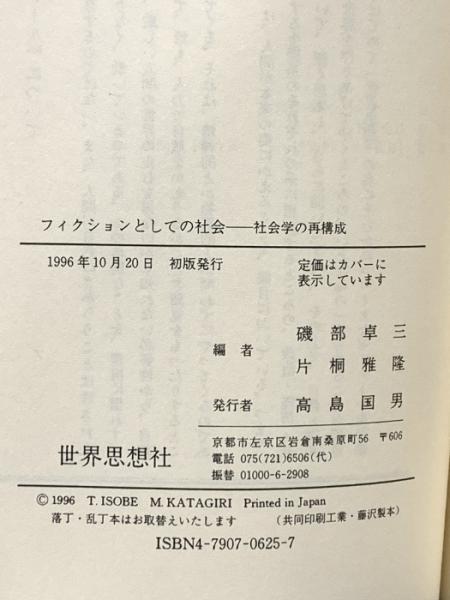 フィクションとしての社会――社会学の再構成
1996年10月20日 初版発行
定価はカバーに
表示しています
編者
磯部卓三
片桐雅隆
発行者 高島国男
世界思想社
京都市左京区岩倉南桑原町56 〒606
電話 075(721)6506(代)
振替 01000-6-2908
©1996 T. ISOBE M. KATAGIRI Printed in Japan
落丁・乱丁本はお取替えいたします (共同印刷工業・藤沢製本)
ISBN4-7907-0625-7